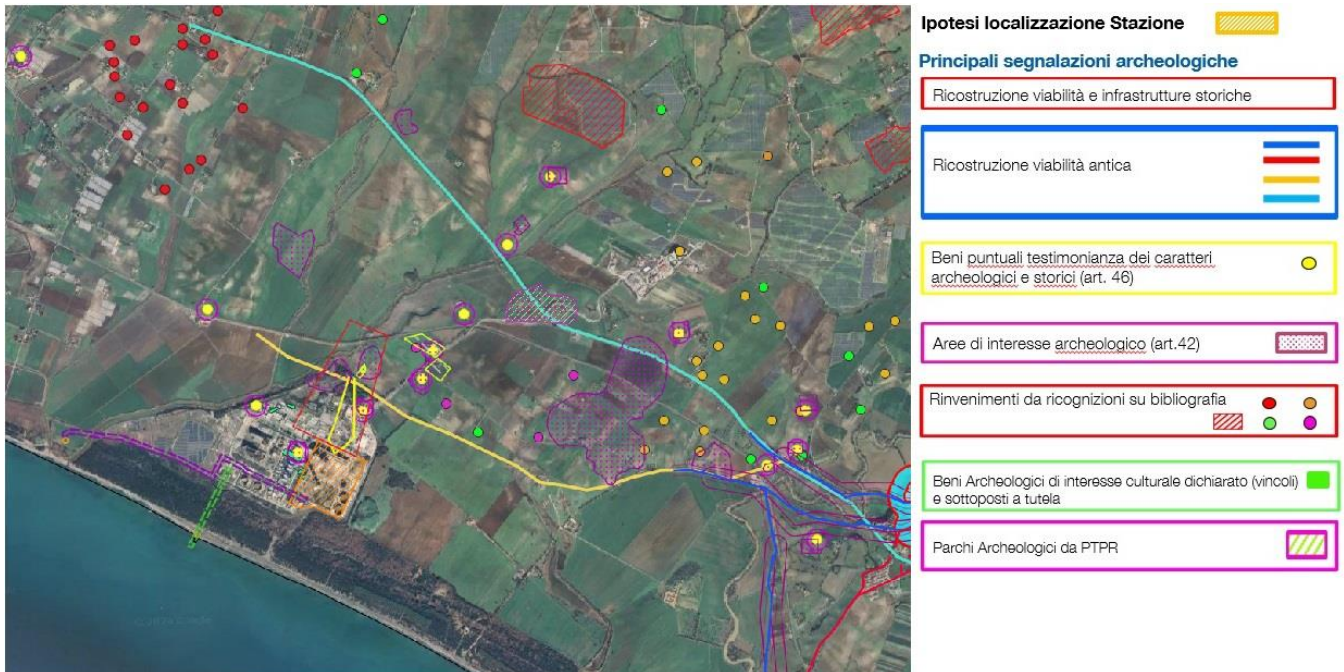 Ipotesi localizzazione Stazione
Principali segnalazioni archeologiche
Ricostruzione viabilità e infrastrutture storiche
Ricostruzione viabilità antica
Beni puntuali testimonianza dei caratteri
archeologici e storici (art. 46)
Aree di interesse archeologico (art.42)
Rinvenimenti da ricognizioni su bibliografia
Beni Archeologici di interesse culturale dichiarato (vincoli)
e sottoposti a tutela
Parchi Archeologici da PTPR